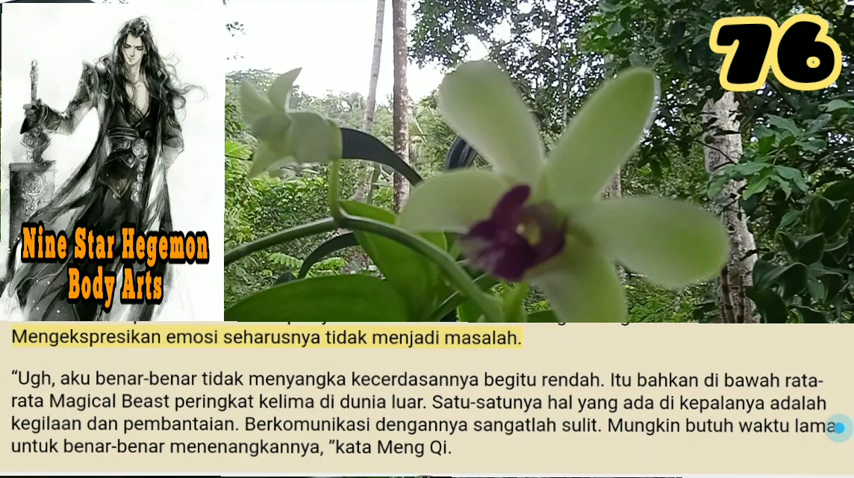 76
Nine Star Hegemon
Body Arts
Mengekspresikan emosi seharusnya tidak menjadi masalah.
“Ugh, aku benar-benar tidak menyangka kecerdasannya begitu rendah. Itu bahkan di bawah rata-
rata Magical Beast peringkat kelima di dunia luar. Satu-satunya hal yang ada di kepalanya adalah
kegilaan dan pembantaian. Berkomunikasi dengannya sangatlah sulit. Mungkin butuh waktu lama
untuk benar-benar menenangkannya, ”kata Meng Qi.